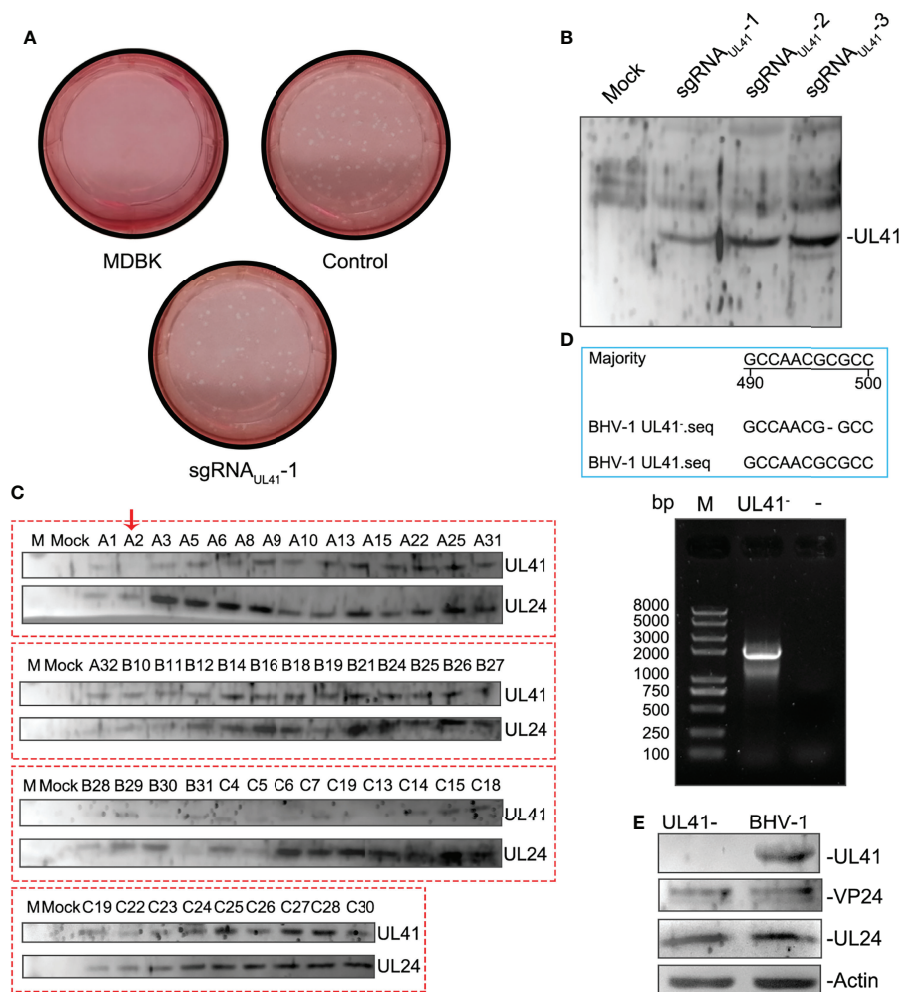 A
MDBK
Control
sgRNAUL41-1
B
Mock sgRNAUL41-1 sgRNAUL41-2 sgRNAUL41-3
-UL41
C
M Mock A1 A2 A3 A5 A6 A8 A9 A10 A13 A15 A22 A25 A31
UL41
UL24
M Mock A32 B10 B11 B12 B14 B16 B18 B19 B21 B24 B25 B26 B27
UL41
UL24
M Mock B28 B29 B30 B31 C4 C5 C6 C7 C19 C13 C14 C15 C18
UL41
UL24
M Mock C19 C22 C23 C24 C25 C26 C27 C28 C30
UL41
UL24
D
Majority GCCAACGCGCC
490 500
BHV-1 UL41-.seq GCCAACG-GCC
BHV-1 UL41.seq GCCAACGCGCC
bp M UL41- -
8000
5000
3000
2000
1000
750
500
250
100
E
UL41- BHV-1
-UL41
-VP24
-UL24
-Actin